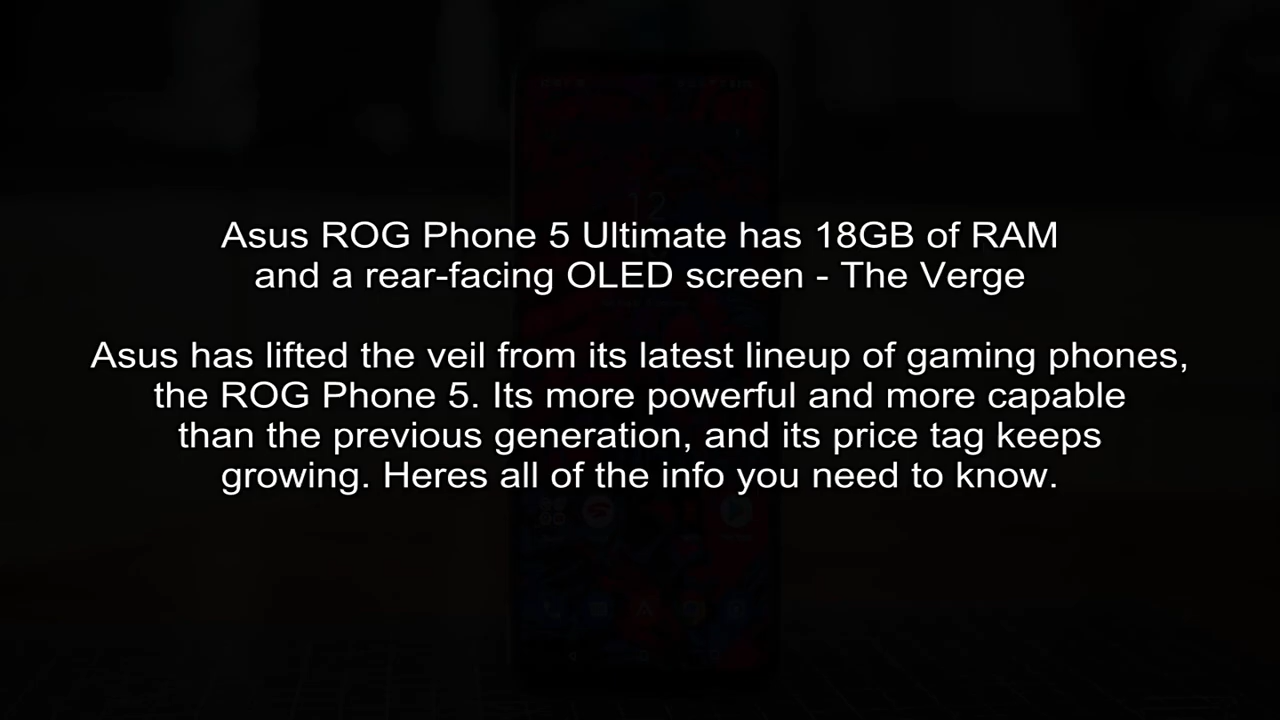 Asus ROG Phone 5 Ultimate has 18GB of RAM
and a rear-facing OLED screen - The Verge
Asus has lifted the veil from its latest lineup of gaming phones,
the ROG Phone 5. Its more powerful and more capable
than the previous generation, and its price tag keeps
growing. Heres all of the info you need to know.
12